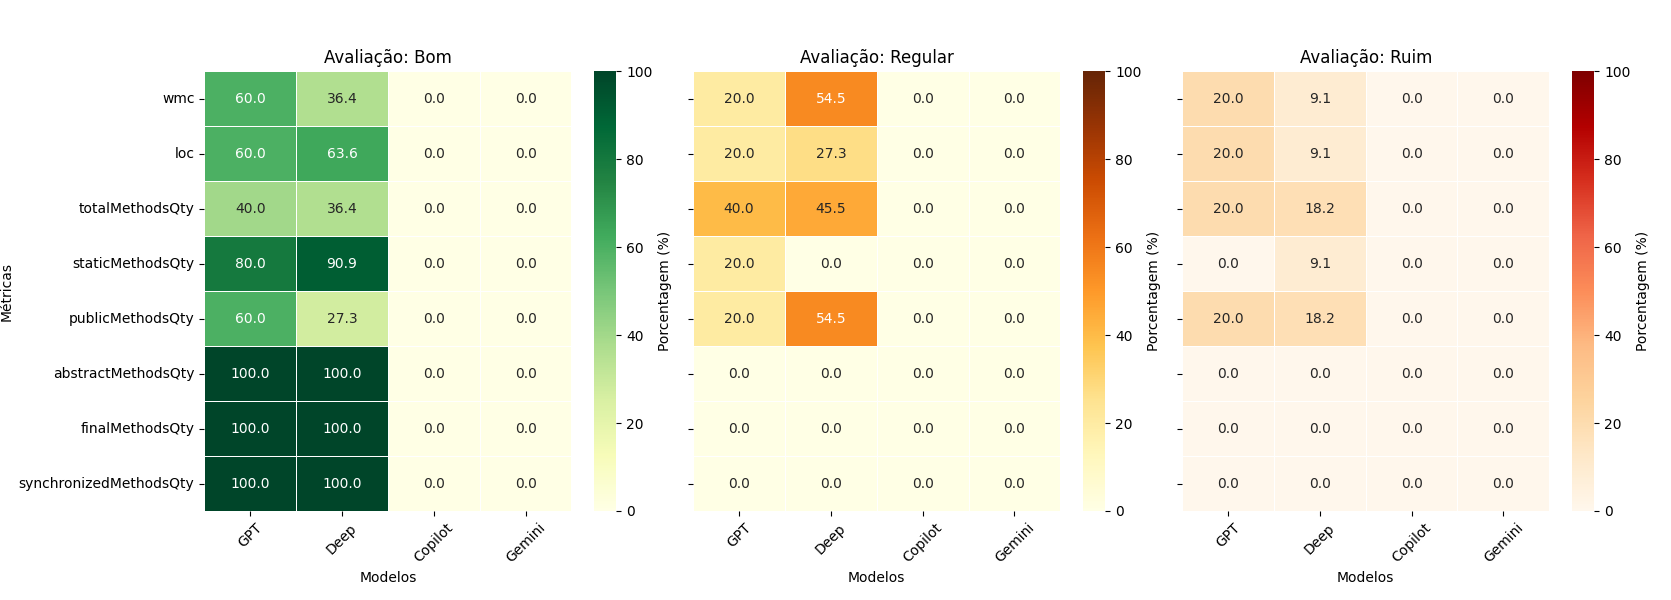 Avaliação: Bom
Avaliação: Regular
Avaliação: Ruim
Métricas
wmc
loc
totalMethodsQty
staticMethodsQty
publicMethodsQty
abstractMethodsQty
finalMethodsQty
synchronizedMethodsQty
60.0 36.4 0.0 0.0
60.0 63.6 0.0 0.0
40.0 36.4 0.0 0.0
80.0 90.9 0.0 0.0
60.0 27.3 0.0 0.0
100.0 100.0 0.0 0.0
100.0 100.0 0.0 0.0
100.0 100.0 0.0 0.0
GPT Deep Copilot Gemini
Modelos
100
80
60
40
20
0
Porcentagem (%)
20.0 54.5 0.0 0.0
20.0 27.3 0.0 0.0
40.0 45.5 0.0 0.0
20.0 0.0 0.0 0.0
20.0 54.5 0.0 0.0
0.0 0.0 0.0 0.0
0.0 0.0 0.0 0.0
0.0 0.0 0.0 0.0
GPT Deep Copilot Gemini
Modelos
100
80
60
40
20
0
Porcentagem (%)
20.0 9.1 0.0 0.0
20.0 9.1 0.0 0.0
20.0 18.2 0.0 0.0
0.0 9.1 0.0 0.0
20.0 18.2 0.0 0.0
0.0 0.0 0.0 0.0
0.0 0.0 0.0 0.0
0.0 0.0 0.0 0.0
GPT Deep Copilot Gemini
Modelos
100
80
60
40
20
0
Porcentagem (%)